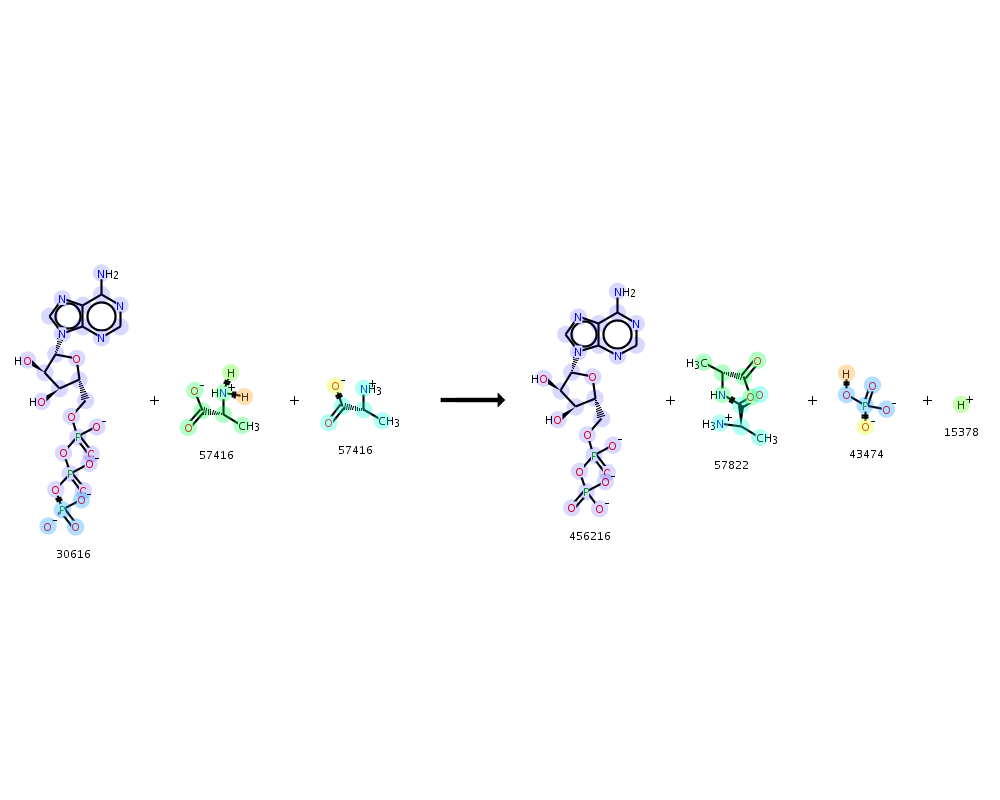 NH2
N N
N N
HO O
HO
O
P O-
O O O-
P
O O O-
P
O- O
30616
+
H
O- HN+ H
O CH3
57416
+
O- NH3+
O CH3
57416
NH2
N N
N N
HO O
HO
O
P O-
O O O-
P
O O-
456216
+
H3C O
HN O- O
H3N+ CH3
57822
+
H
O O
P O-
O-
43474
+
H+
15378